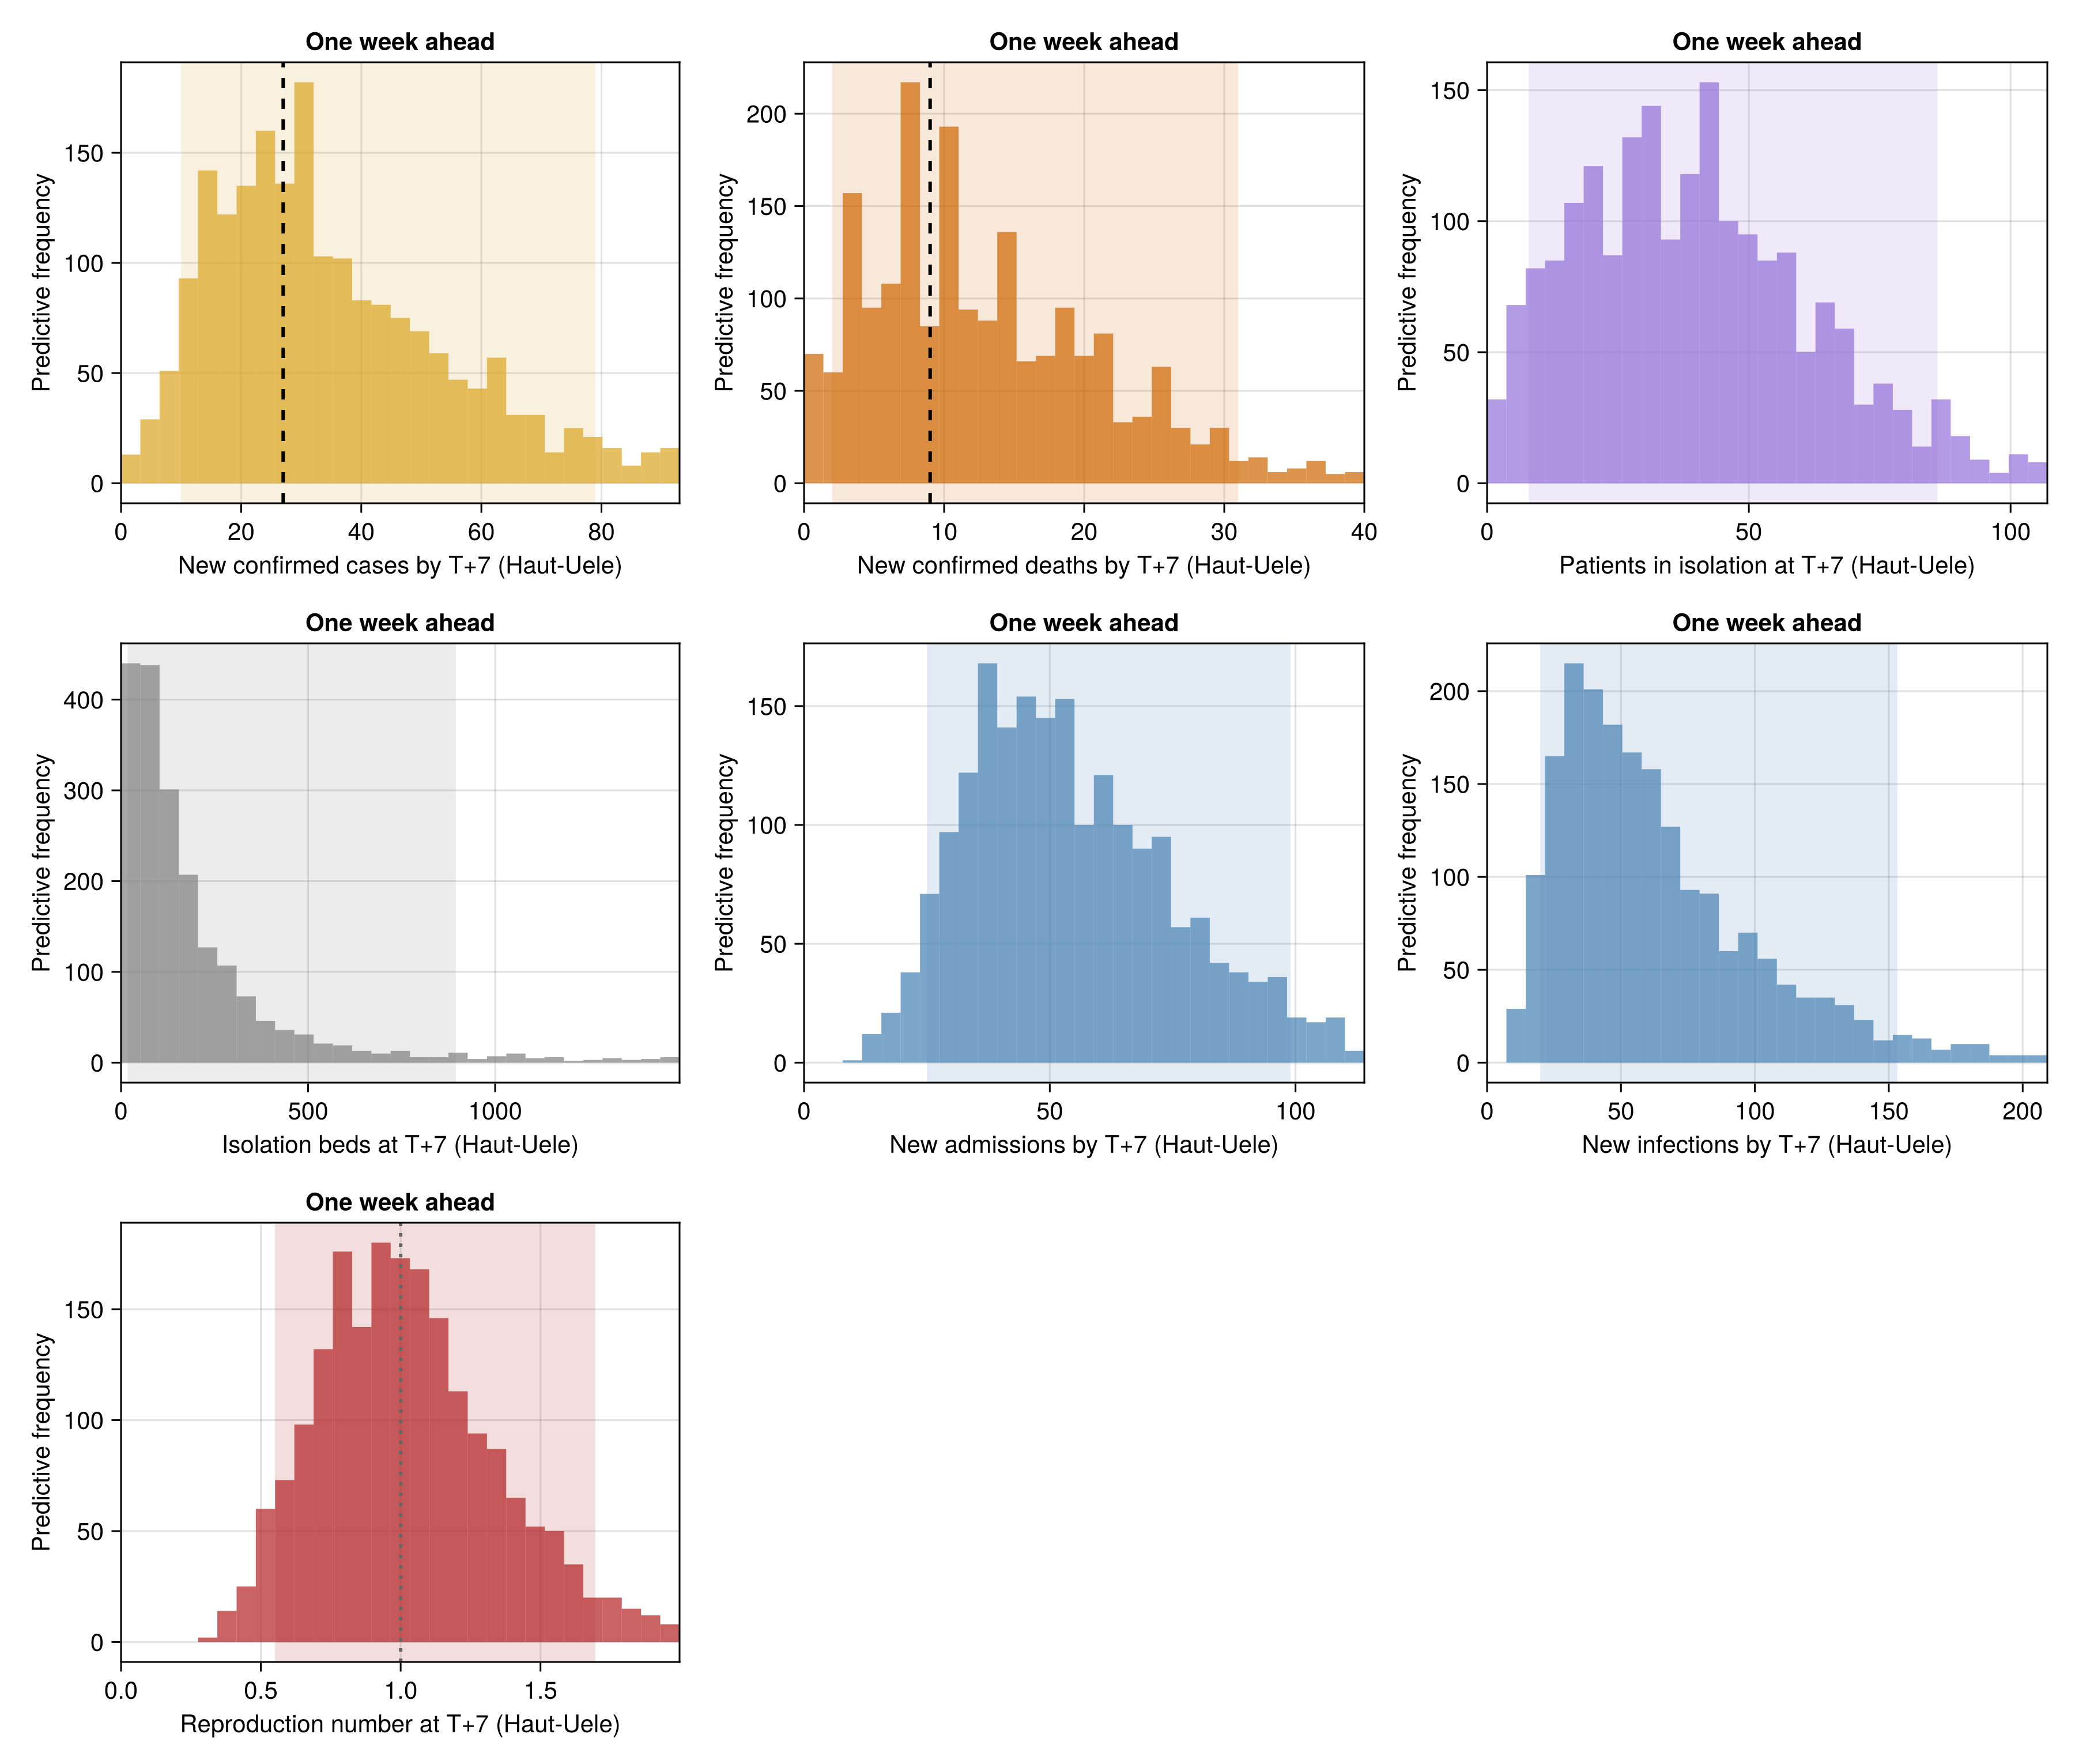 One week ahead
Predictive frequency
150
100
50
0
0 20 40 60 80
New confirmed cases by T+7 (Haut-Uele)
One week ahead
Predictive frequency
200
150
100
50
0
0 10 20 30 40
New confirmed deaths by T+7 (Haut-Uele)
One week ahead
Predictive frequency
150
100
50
0
0 50 100
Patients in isolation at T+7 (Haut-Uele)
One week ahead
Predictive frequency
400
300
200
100
0
0 500 1000
Isolation beds at T+7 (Haut-Uele)
One week ahead
Predictive frequency
150
100
50
0
0 50 100
New admissions by T+7 (Haut-Uele)
One week ahead
Predictive frequency
200
150
100
50
0
0 50 100 150 200
New infections by T+7 (Haut-Uele)
One week ahead
Predictive frequency
150
100
50
0
0.0 0.5 1.0 1.5
Reproduction number at T+7 (Haut-Uele)